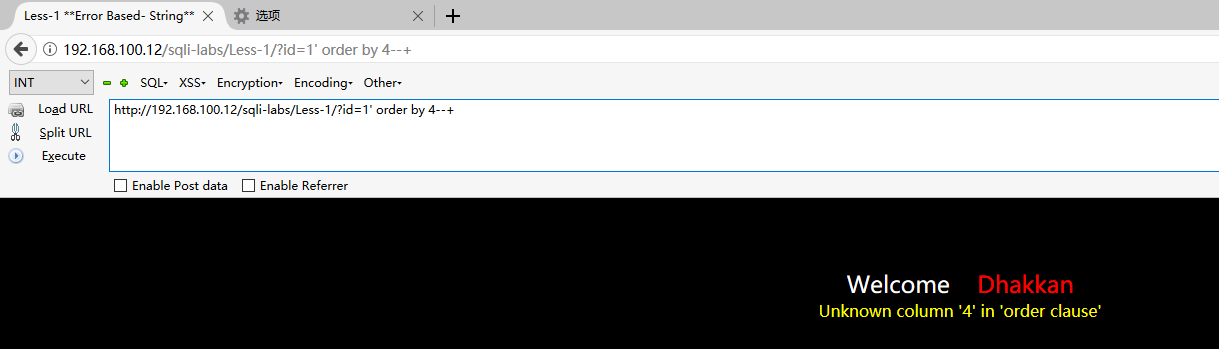 Less-1 **Error Based- String** 选项
192.168.100.12/sqli-labs/Less-1/?id=1' order by 4--+
INT SQL XSS Encryption Encoding Other
Load URL http://192.168.100.12/sqli-labs/Less-1/?id=1' order by 4--+
Split URL
Execute
Enable Post data Enable Referrer
Welcome Dhakkan
Unknown column '4' in 'order clause'